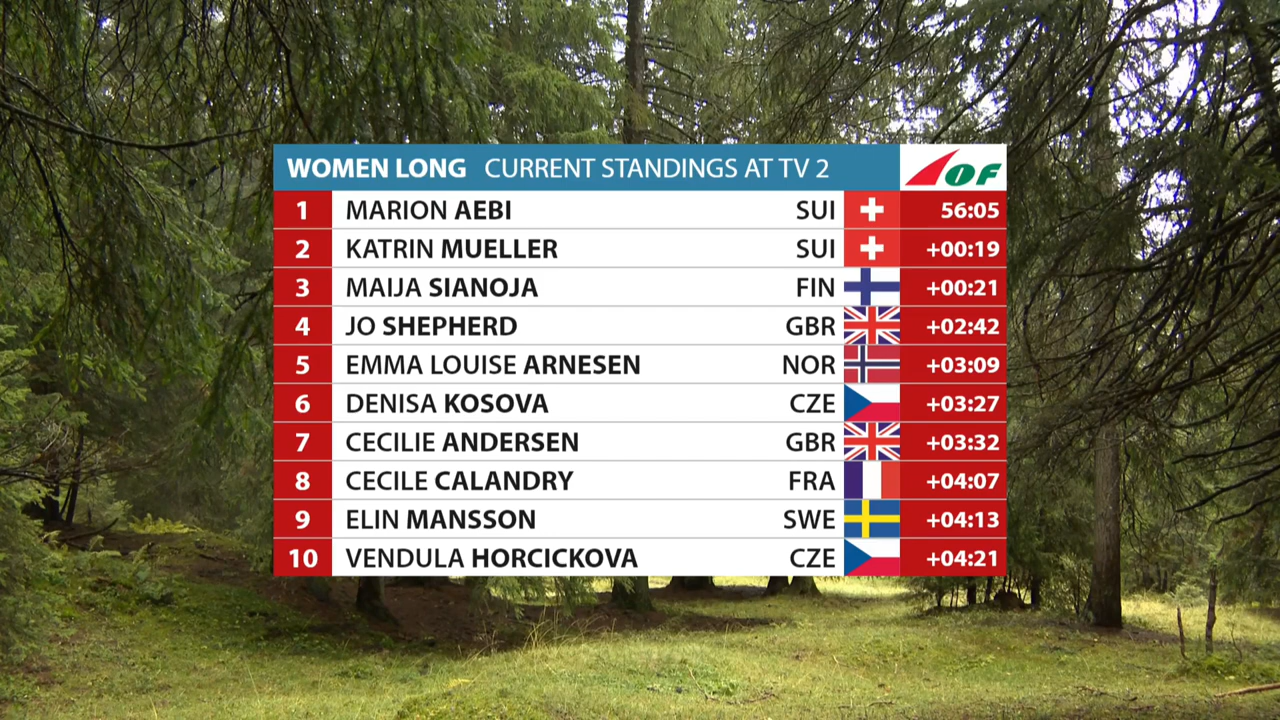 WOMEN LONG CURRENT STANDINGS AT TV 2 IOF
1 MARION AEBI SUI 56:05
2 KATRIN MUELLER SUI +00:19
3 MAIJA SIANOJA FIN +00:21
4 JO SHEPHERD GBR +02:42
5 EMMA LOUISE ARNESEN NOR +03:09
6 DENISA KOSOVA CZE +03:27
7 CECILIE ANDERSEN GBR +03:32
8 CECILE CALANDRY FRA +04:07
9 ELIN MANSSON SWE +04:13
10 VENDULA HORCICKOVA CZE +04:21